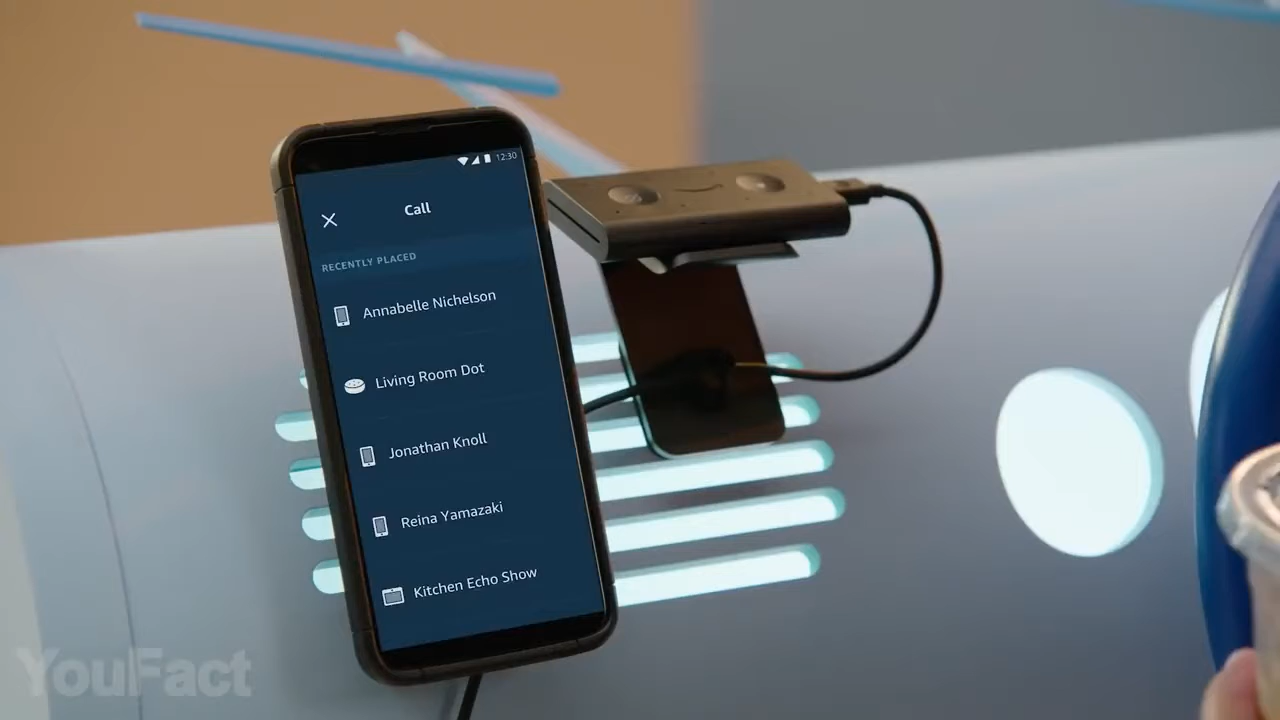 12:30
Call
RECENTLY PLACED
Annabelle Nichelson
Living Room Dot
Jonathan Knoll
Reina Yamazaki
Kitchen Echo Show
YouFact